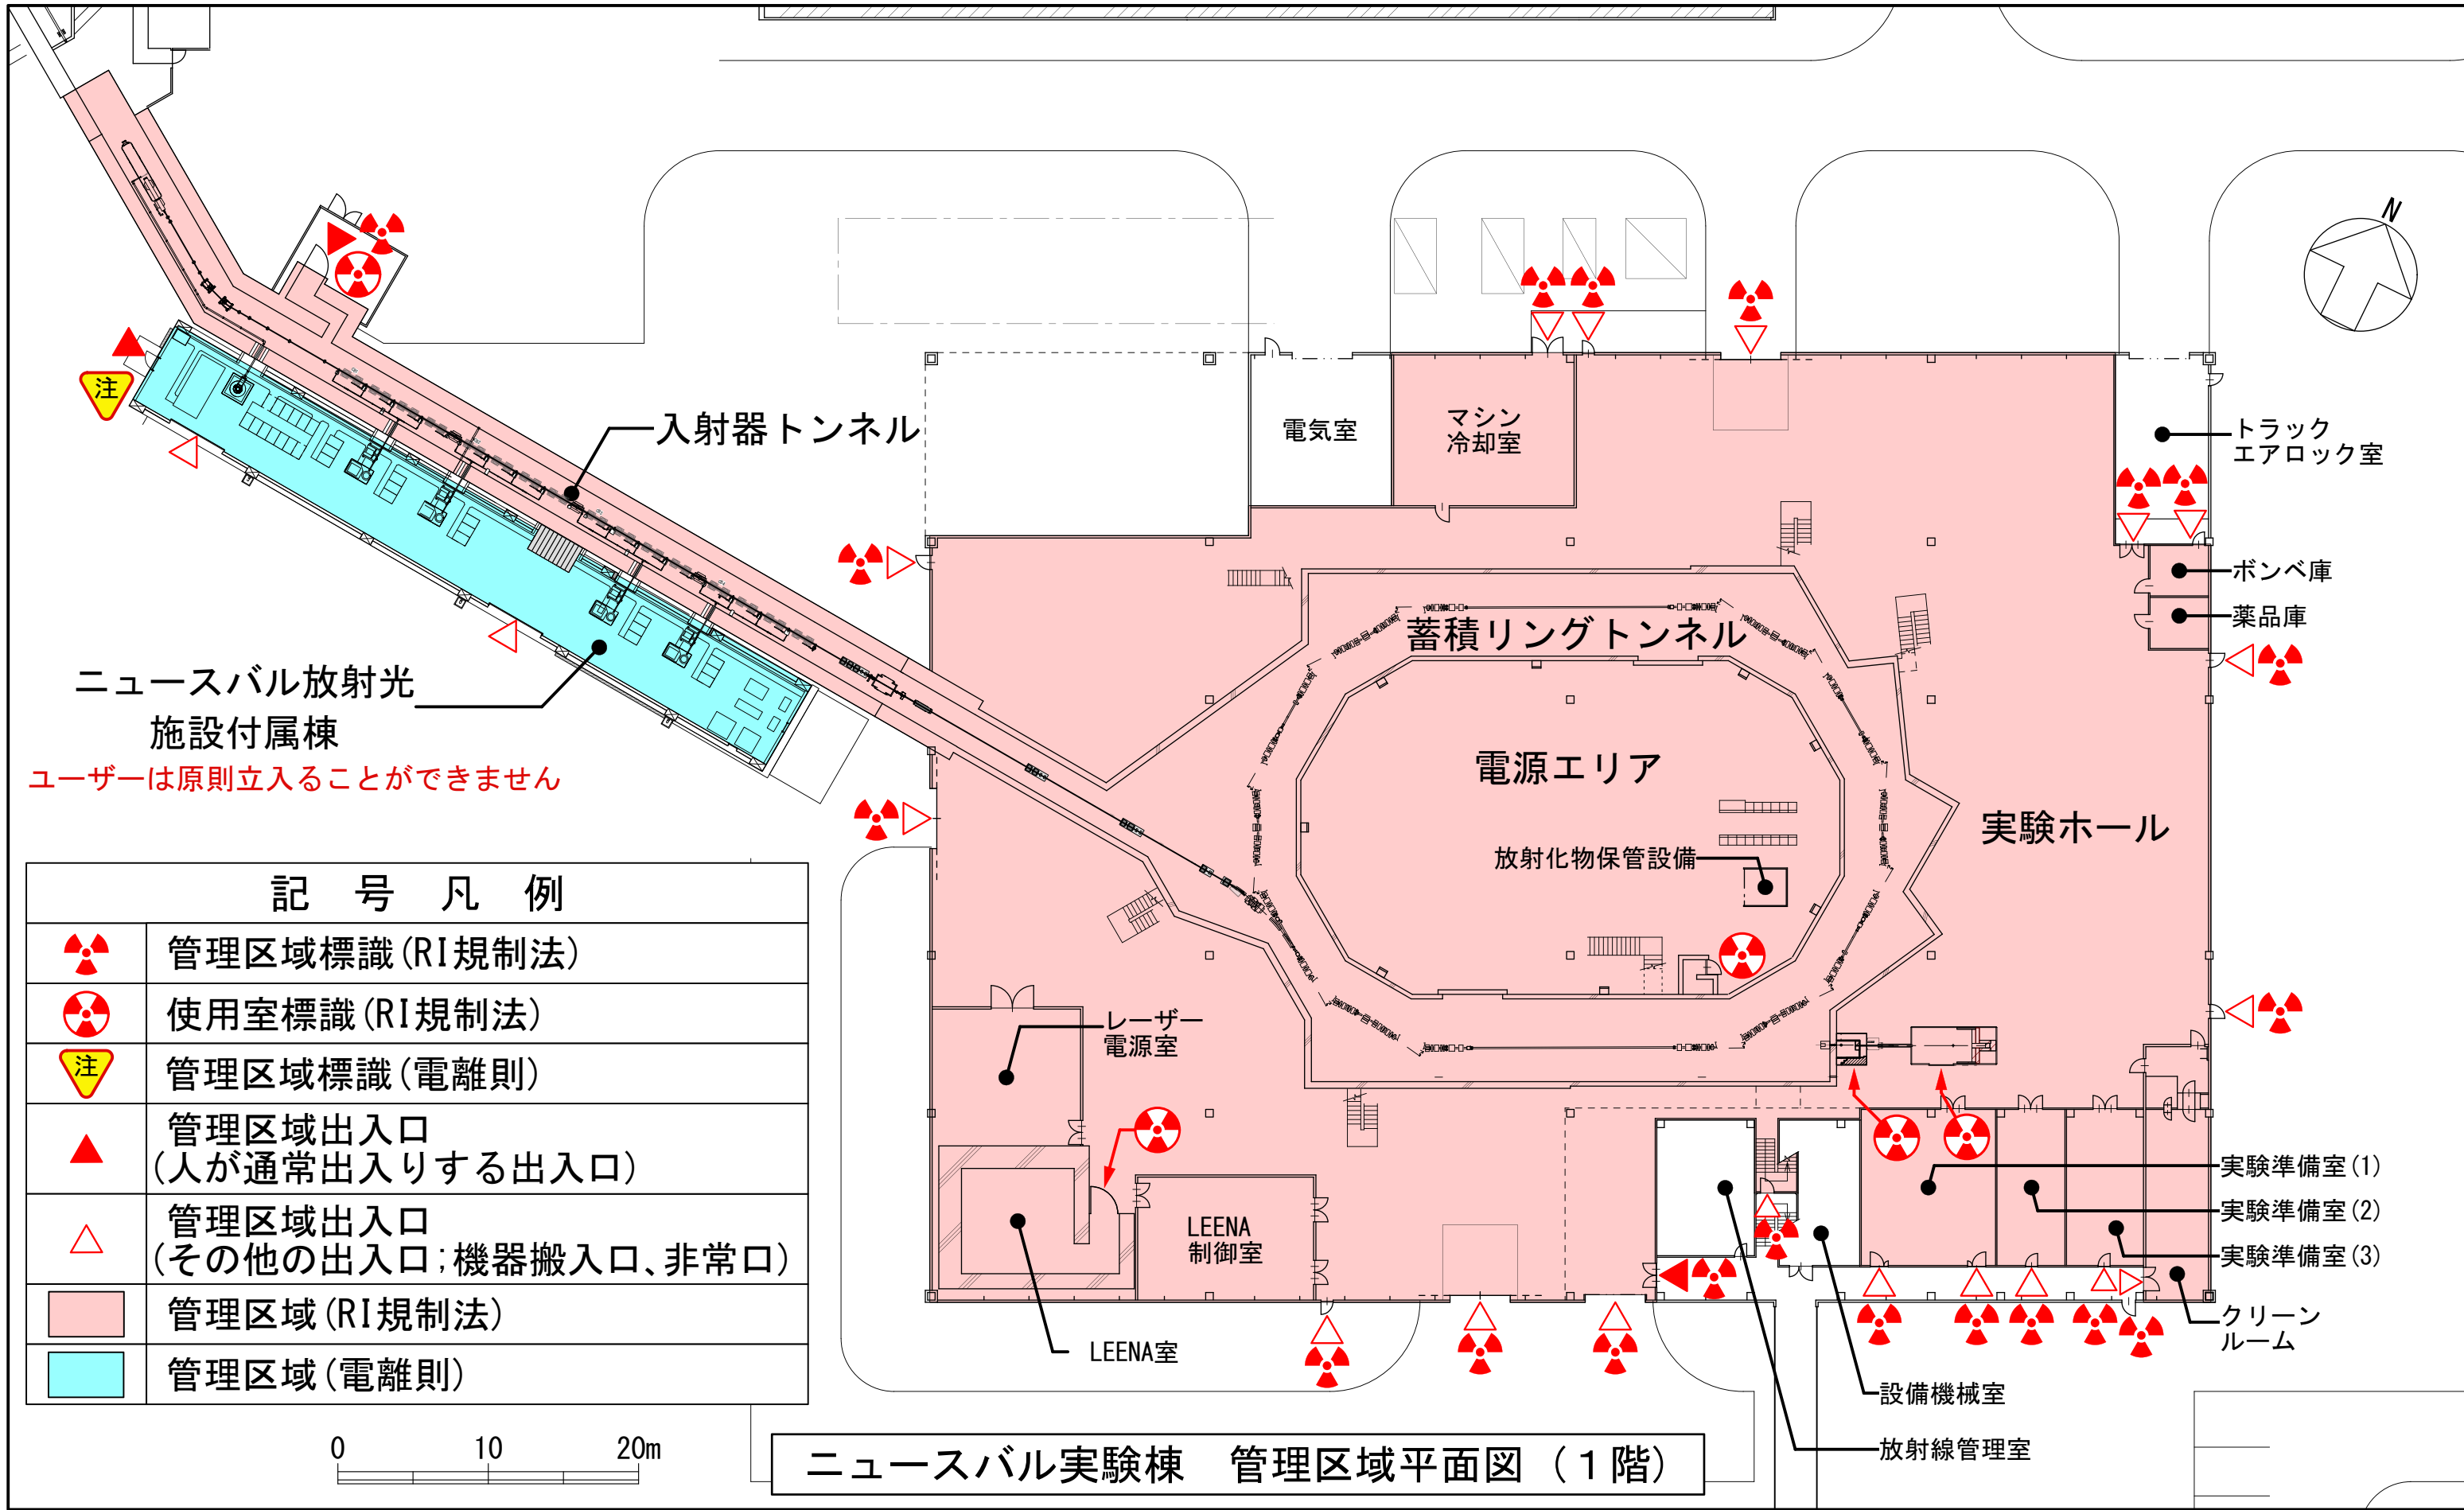 N
電気室
マシン
冷却室
入射器トンネル
トラック
エアロック室
注
ボンベ庫
薬品庫
蓄積リングトンネル
ニュースバル放射光
施設付属棟
ユーザーは原則立入ることができません
電源エリア
実験ホール
放射化物保管設備
記 号 凡 例
管理区域標識(RI規制法)
使用室標識(RI規制法)
注
管理区域標識(電離則)
管理区域出入口
(人が通常出入りする出入口)
管理区域出入口
(その他の出入口;機器搬入口、非常口)
管理区域(RI規制法)
管理区域(電離則)
レーザー
電源室
LEENA
制御室
LEENA室
実験準備室(1)
実験準備室(2)
実験準備室(3)
クリーン
ルーム
設備機械室
放射線管理室
0 10 20m
ニュースバル実験棟 管理区域平面図 (1階)